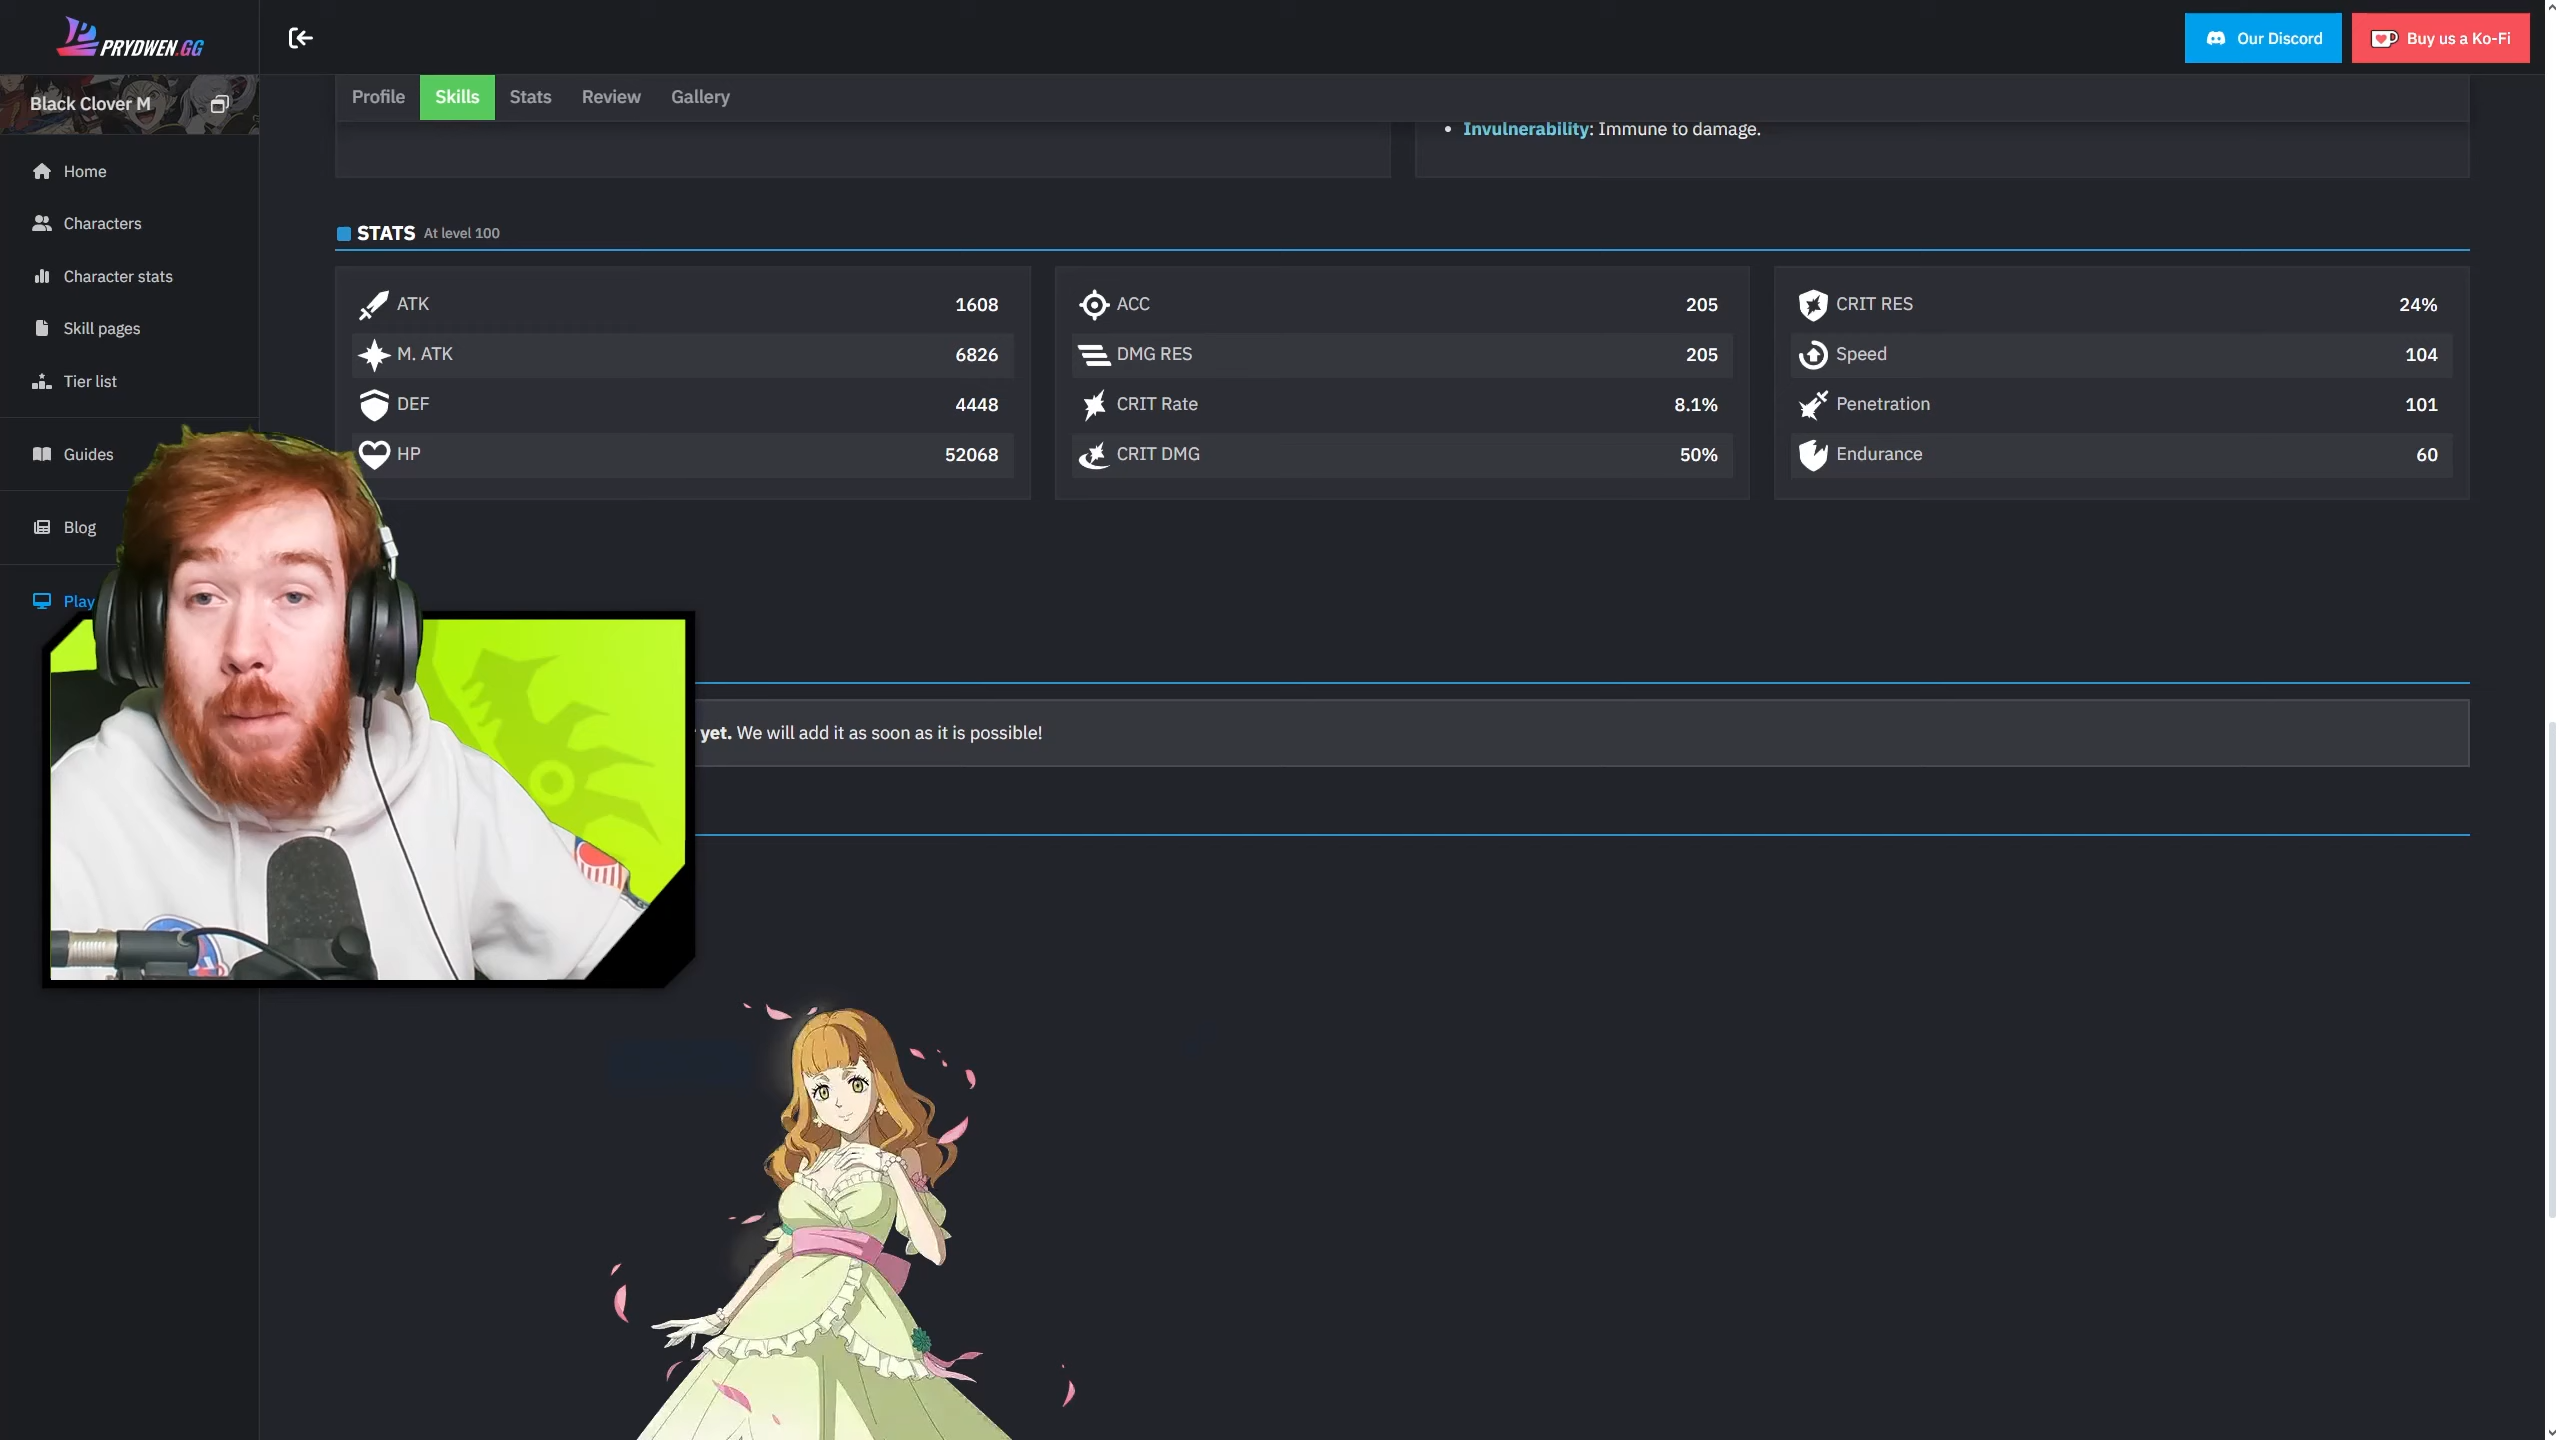 PRYDWEN.GG
Our Discord
Buy us a Ko-Fi
Black Clover M
Profile
Skills
Stats
Review
Gallery
Invulnerability: Immune to damage.
Home
Characters
Character stats
Skill pages
Tier list
Guides
Blog
Play
STATS At level 100
ATK 1608
M. ATK 6826
DEF 4448
HP 52068
ACC 205
DMG RES 205
CRIT Rate 8.1%
CRIT DMG 50%
CRIT RES 24%
Speed 104
Penetration 101
Endurance 60
yet. We will add it as soon as it is possible!